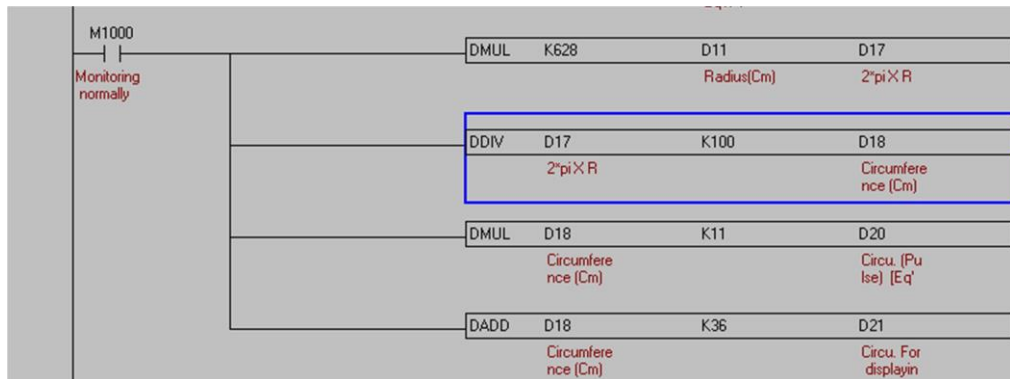 M1000
DMUL K628 D11 D17
Monitoring
normally
Radius(Cm) 2*pi X R
DDIV D17 K100 D18
2*pi X R Circumfere
nce (Cm)
DMUL D18 K11 D20
Circumfere Circu. (Pu
nce (Cm) lse) [Eq'
DADD D18 K36 D21
Circumfere Circu. For
nce (Cm) displayin